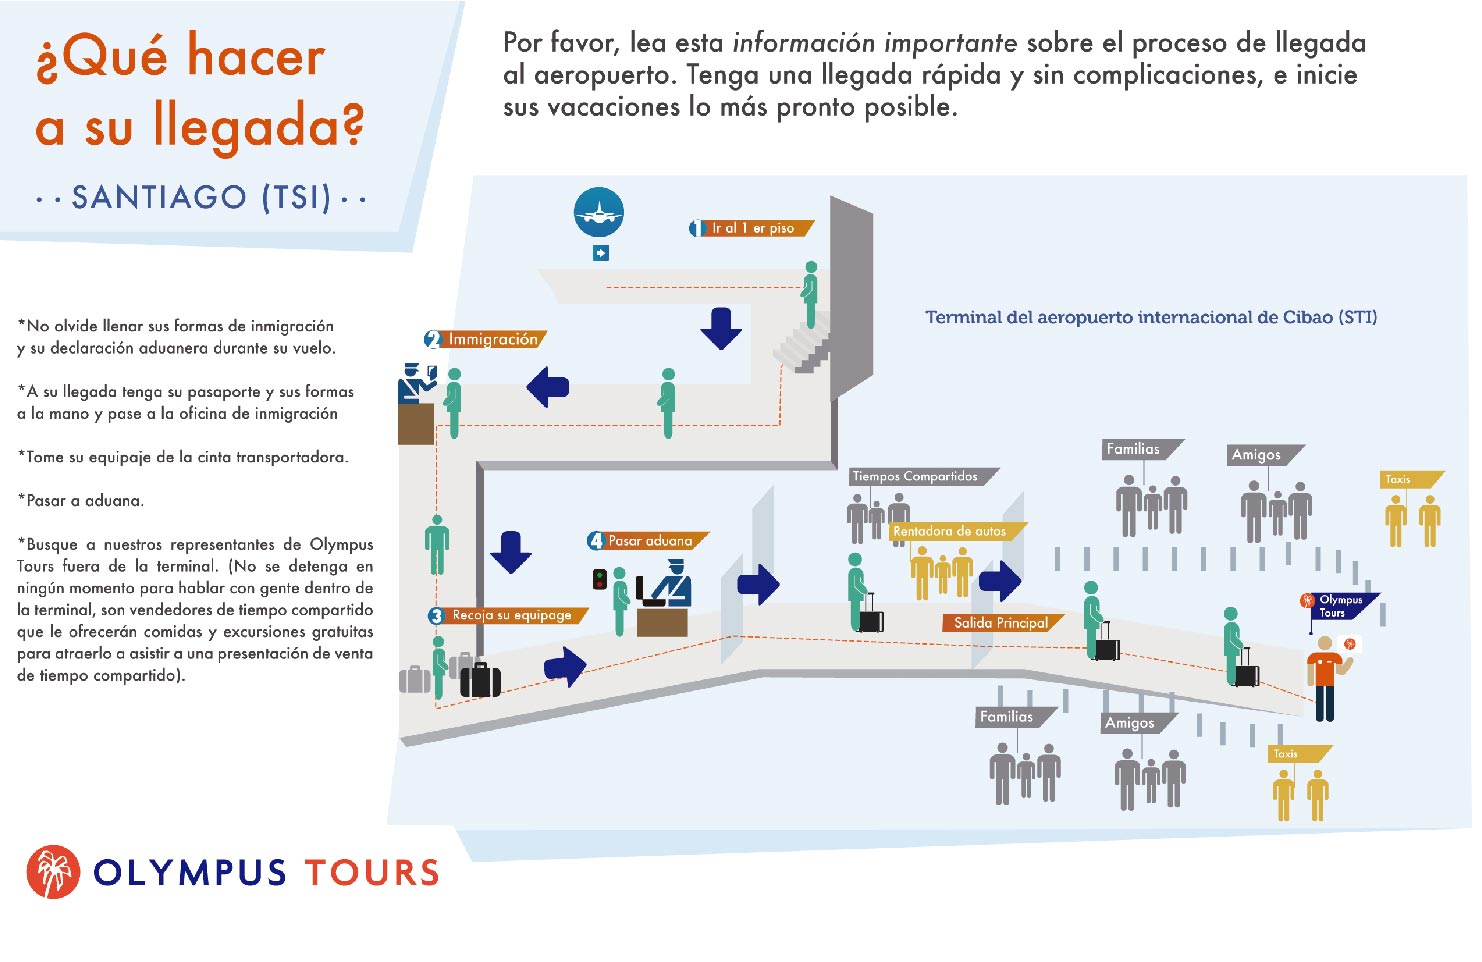 ¿Qué hacer
a su llegada?
·· SANTIAGO (TSI) ··
Por favor, lea esta información importante sobre el proceso de llegada
al aeropuerto. Tenga una llegada rápida y sin complicaciones, e inicie
sus vacaciones lo más pronto posible.
*No olvide llenar sus formas de inmigración
y su declaración aduanera durante su vuelo.
*A su llegada tenga su pasaporte y sus formas
a la mano y pase a la oficina de inmigración
*Tome su equipaje de la cinta transportadora.
*Pasar a aduana.
*Busque a nuestros representantes de Olympus
Tours fuera de la terminal. (No se detenga en
ningún momento para hablar con gente dentro de
la terminal, son vendedores de tiempo compartido
que le ofrecerán comidas y excursiones gratuitas
para atraerlo a asistir a una presentación de venta
de tiempo compartido).
1 Ir al 1 er piso
Terminal del aeropuerto internacional de Cibao (STI)
2 Immigración
Familias
Amigos
Tiempos Compartidos
Taxis
Rentadora de autos
4 Pasar aduana
3 Recoja su equipage
Salida Principal
Olympus
Tours
Familias
Amigos
Taxis
OLYMPUS TOURS